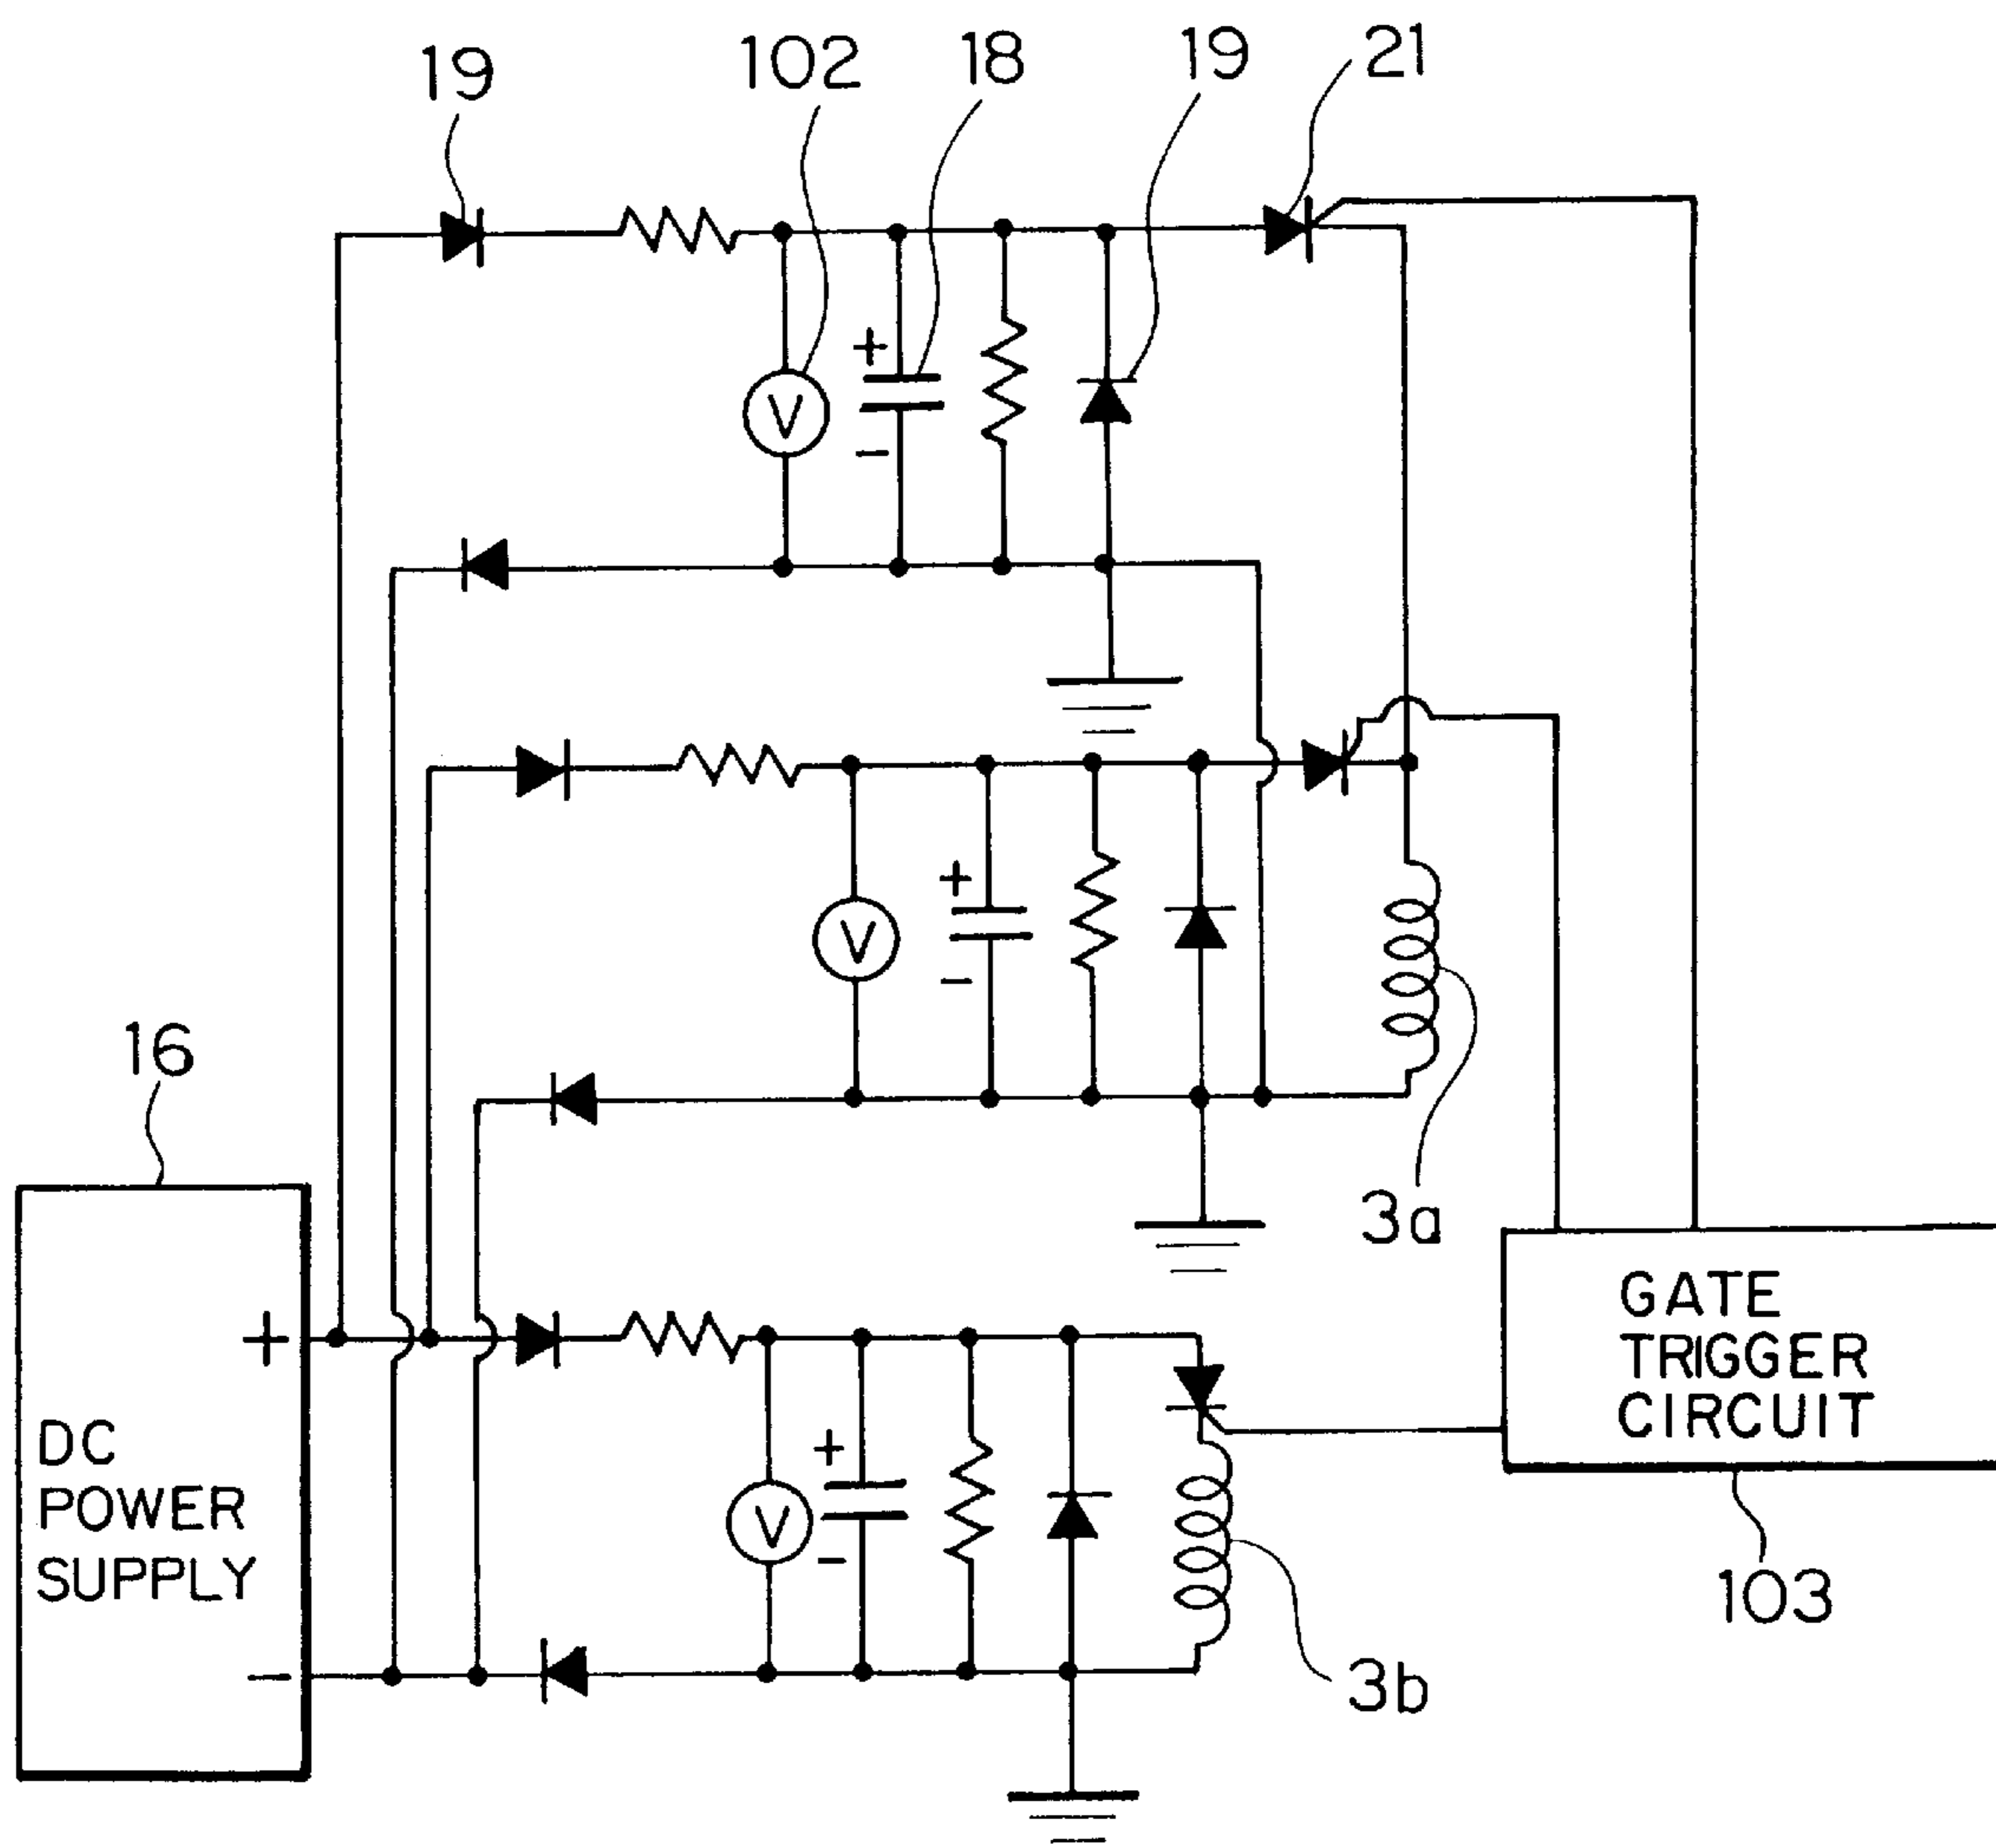 19
102
18
19
21
+
V
−
+
V
−
16
3a
+
−
DC
POWER
SUPPLY
+
V
−
GATE
TRIGGER
CIRCUIT
103
3b